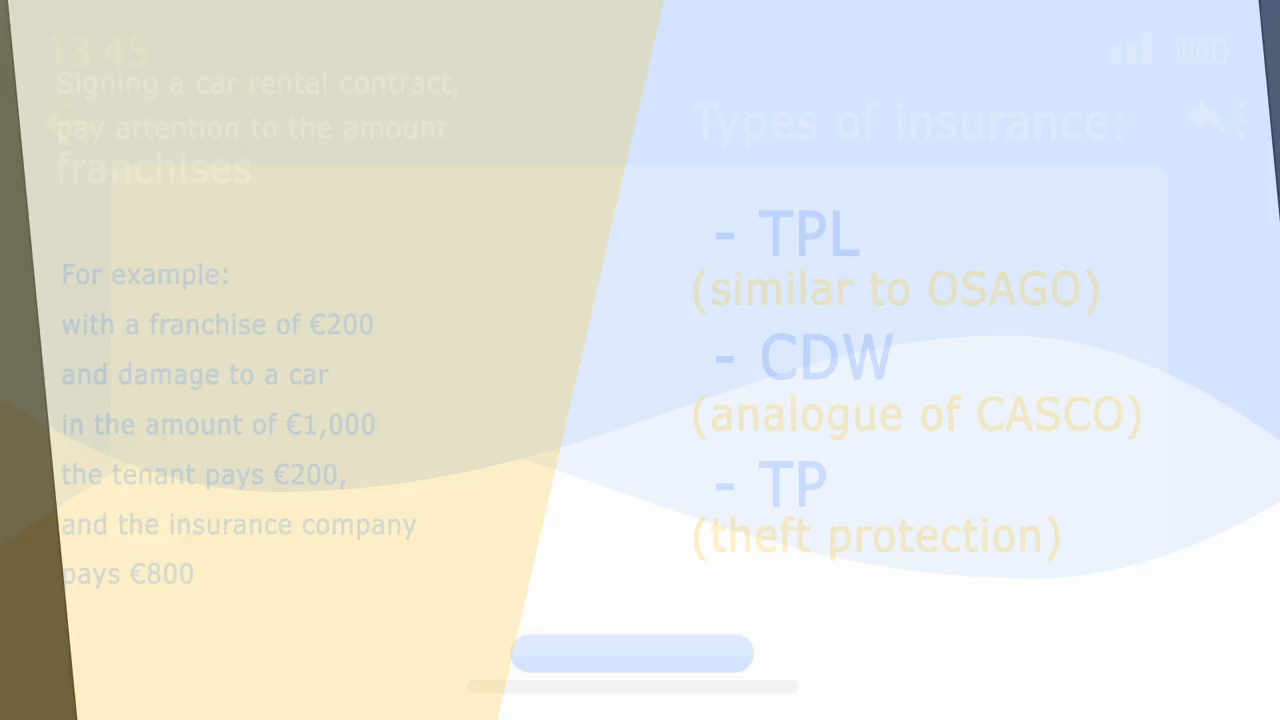 13.45
Signing a car rental contract,
pay attention to the amount
franchises
For example:
with a franchise of €200
and damage to a car
in the amount of €1,000
the tenant pays €200,
and the insurance company
pays €800
Types of insurance:
- TPL
(similar to OSAGO)
- CDW
(analogue of CASCO)
- TP
(theft protection)